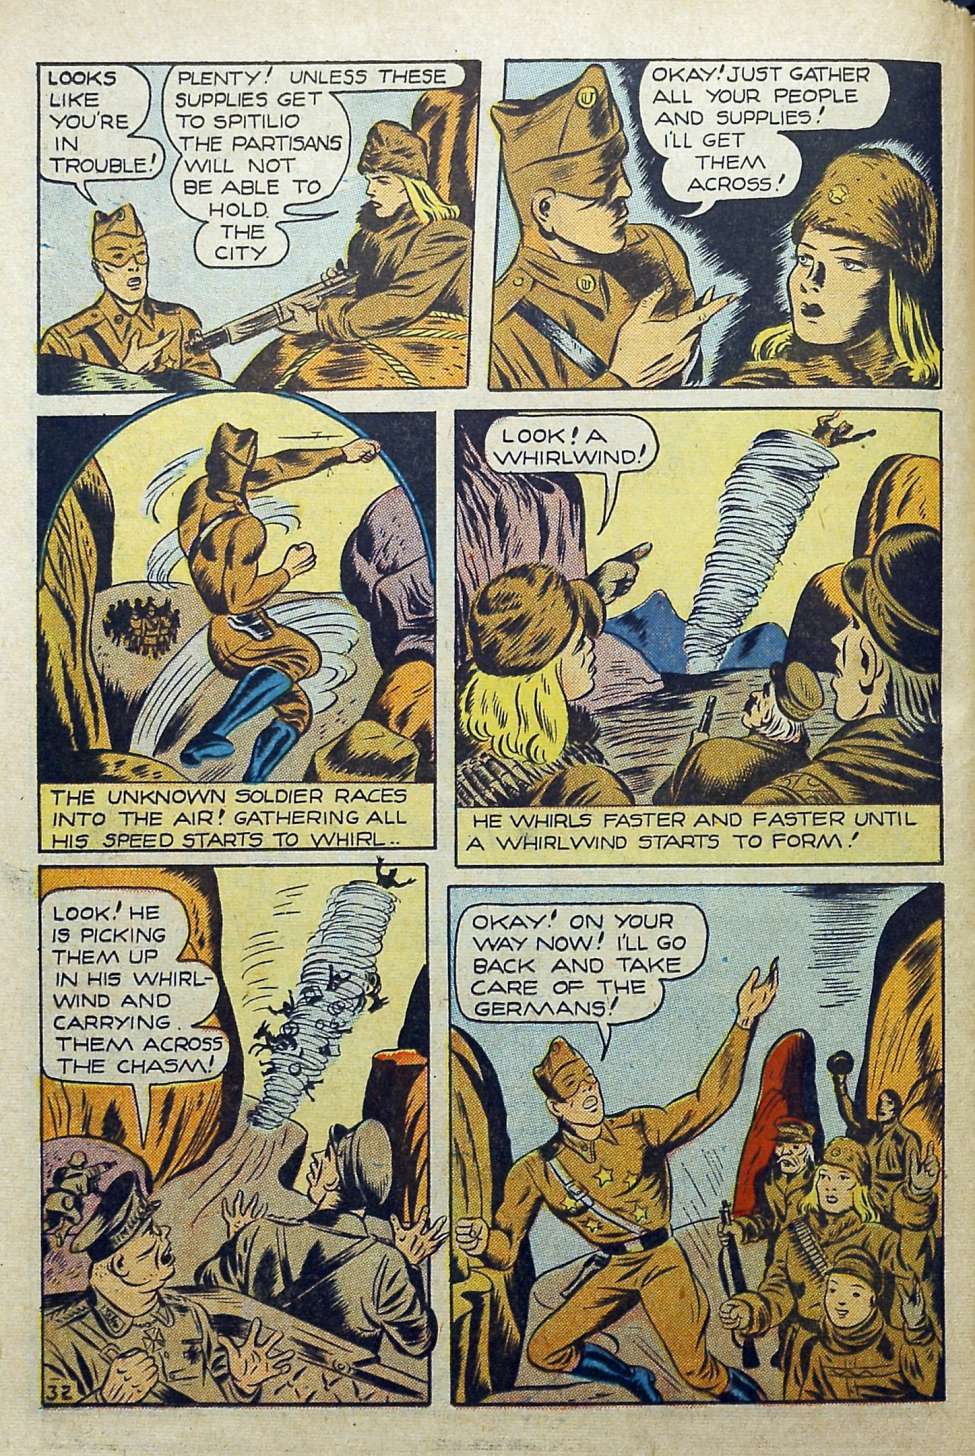 LOOKS
LIKE
YOU'RE
IN
TROUBLE!
PLENTY! UNLESS THESE
SUPPLIES GET
TO SPITILIO
THE PARTISANS
WILL NOT
BE ABLE TO
HOLD
THE
CITY
OKAY! JUST GATHER
ALL YOUR PEOPLE
AND SUPPLIES!
I'LL GET
THEM
ACROSS!
THE UNKNOWN SOLDIER RACES
INTO THE AIR! GATHERING ALL
HIS SPEED STARTS TO WHIRL..
LOOK! A
WHIRLWIND!
HE WHIRLS FASTER AND FASTER UNTIL
A WHIRLWIND STARTS TO FORM!
LOOK! HE
IS PICKING
THEM UP
IN HIS WHIRL-
WIND AND
CARRYING
THEM ACROSS
THE CHASM!
32
OKAY! ON YOUR
WAY NOW! I'LL GO
BACK AND TAKE
CARE OF THE
GERMANS!